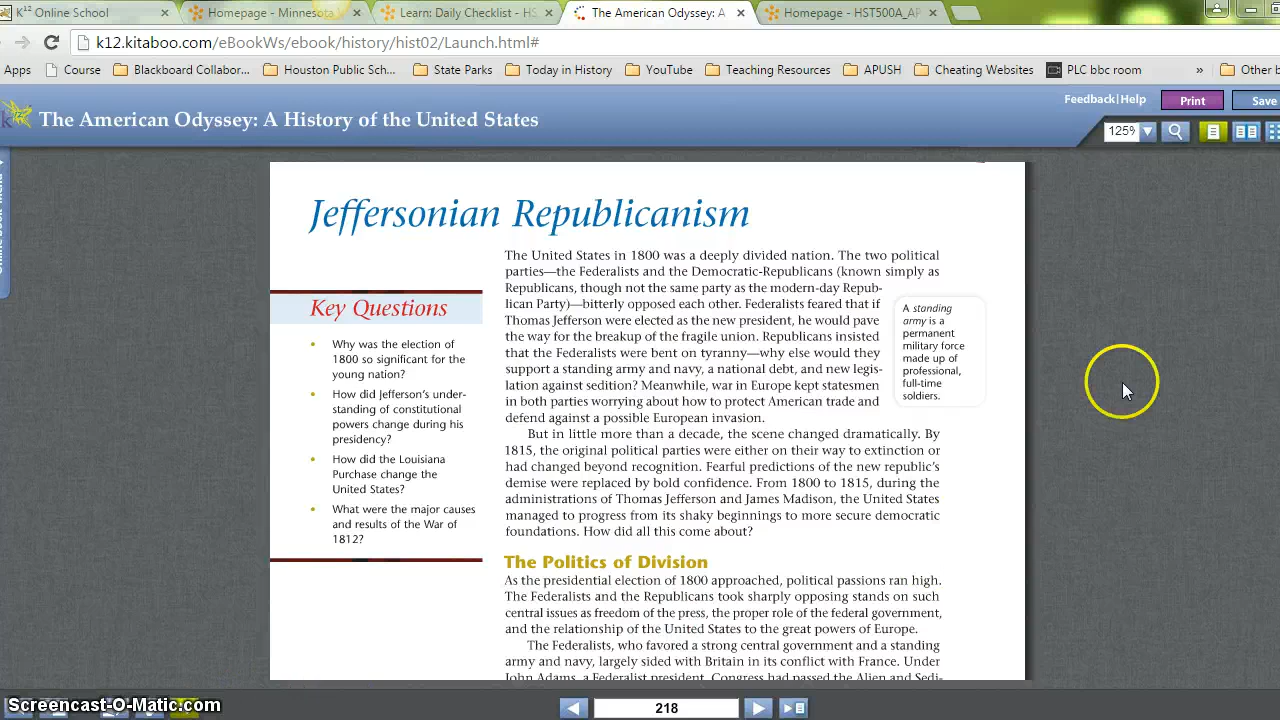 K¹² Online School
Homepage - Minnesota
Learn: Daily Checklist - HS
The American Odyssey: A
Homepage - HST500A_AP
k12.kitaboo.com/eBookWs/ebook/history/hist02/Launch.html#
Apps Course Blackboard Collabor... Houston Public Sch... State Parks Today in History YouTube Teaching Resources APUSH Cheating Websites PLC bbc room » Other b
Feedback|Help Print Save
The American Odyssey: A History of the United States
125%
Jeffersonian Republicanism
Key Questions
• Why was the election of
1800 so significant for the
young nation?
• How did Jefferson's under-
standing of constitutional
powers change during his
presidency?
• How did the Louisiana
Purchase change the
United States?
• What were the major causes
and results of the War of
1812?
The United States in 1800 was a deeply divided nation. The two political
parties—the Federalists and the Democratic-Republicans (known simply as
Republicans, though not the same party as the modern-day Repub-
lican Party)—bitterly opposed each other. Federalists feared that if
Thomas Jefferson were elected as the new president, he would pave
the way for the breakup of the fragile union. Republicans insisted
that the Federalists were bent on tyranny—why else would they
support a standing army and navy, a national debt, and new legis-
lation against sedition? Meanwhile, war in Europe kept statesmen
in both parties worrying about how to protect American trade and
defend against a possible European invasion.
A standing
army is a
permanent
military force
made up of
professional,
full-time
soldiers.
But in little more than a decade, the scene changed dramatically. By
1815, the original political parties were either on their way to extinction or
had changed beyond recognition. Fearful predictions of the new republic's
demise were replaced by bold confidence. From 1800 to 1815, during the
administrations of Thomas Jefferson and James Madison, the United States
managed to progress from its shaky beginnings to more secure democratic
foundations. How did all this come about?
The Politics of Division
As the presidential election of 1800 approached, political passions ran high.
The Federalists and the Republicans took sharply opposing stands on such
central issues as freedom of the press, the proper role of the federal government,
and the relationship of the United States to the great powers of Europe.
The Federalists, who favored a strong central government and a standing
army and navy, largely sided with Britain in its conflict with France. Under
John Adams, a Federalist president, Congress had passed the Alien and Sedi-
218
Screencast-O-Matic.com